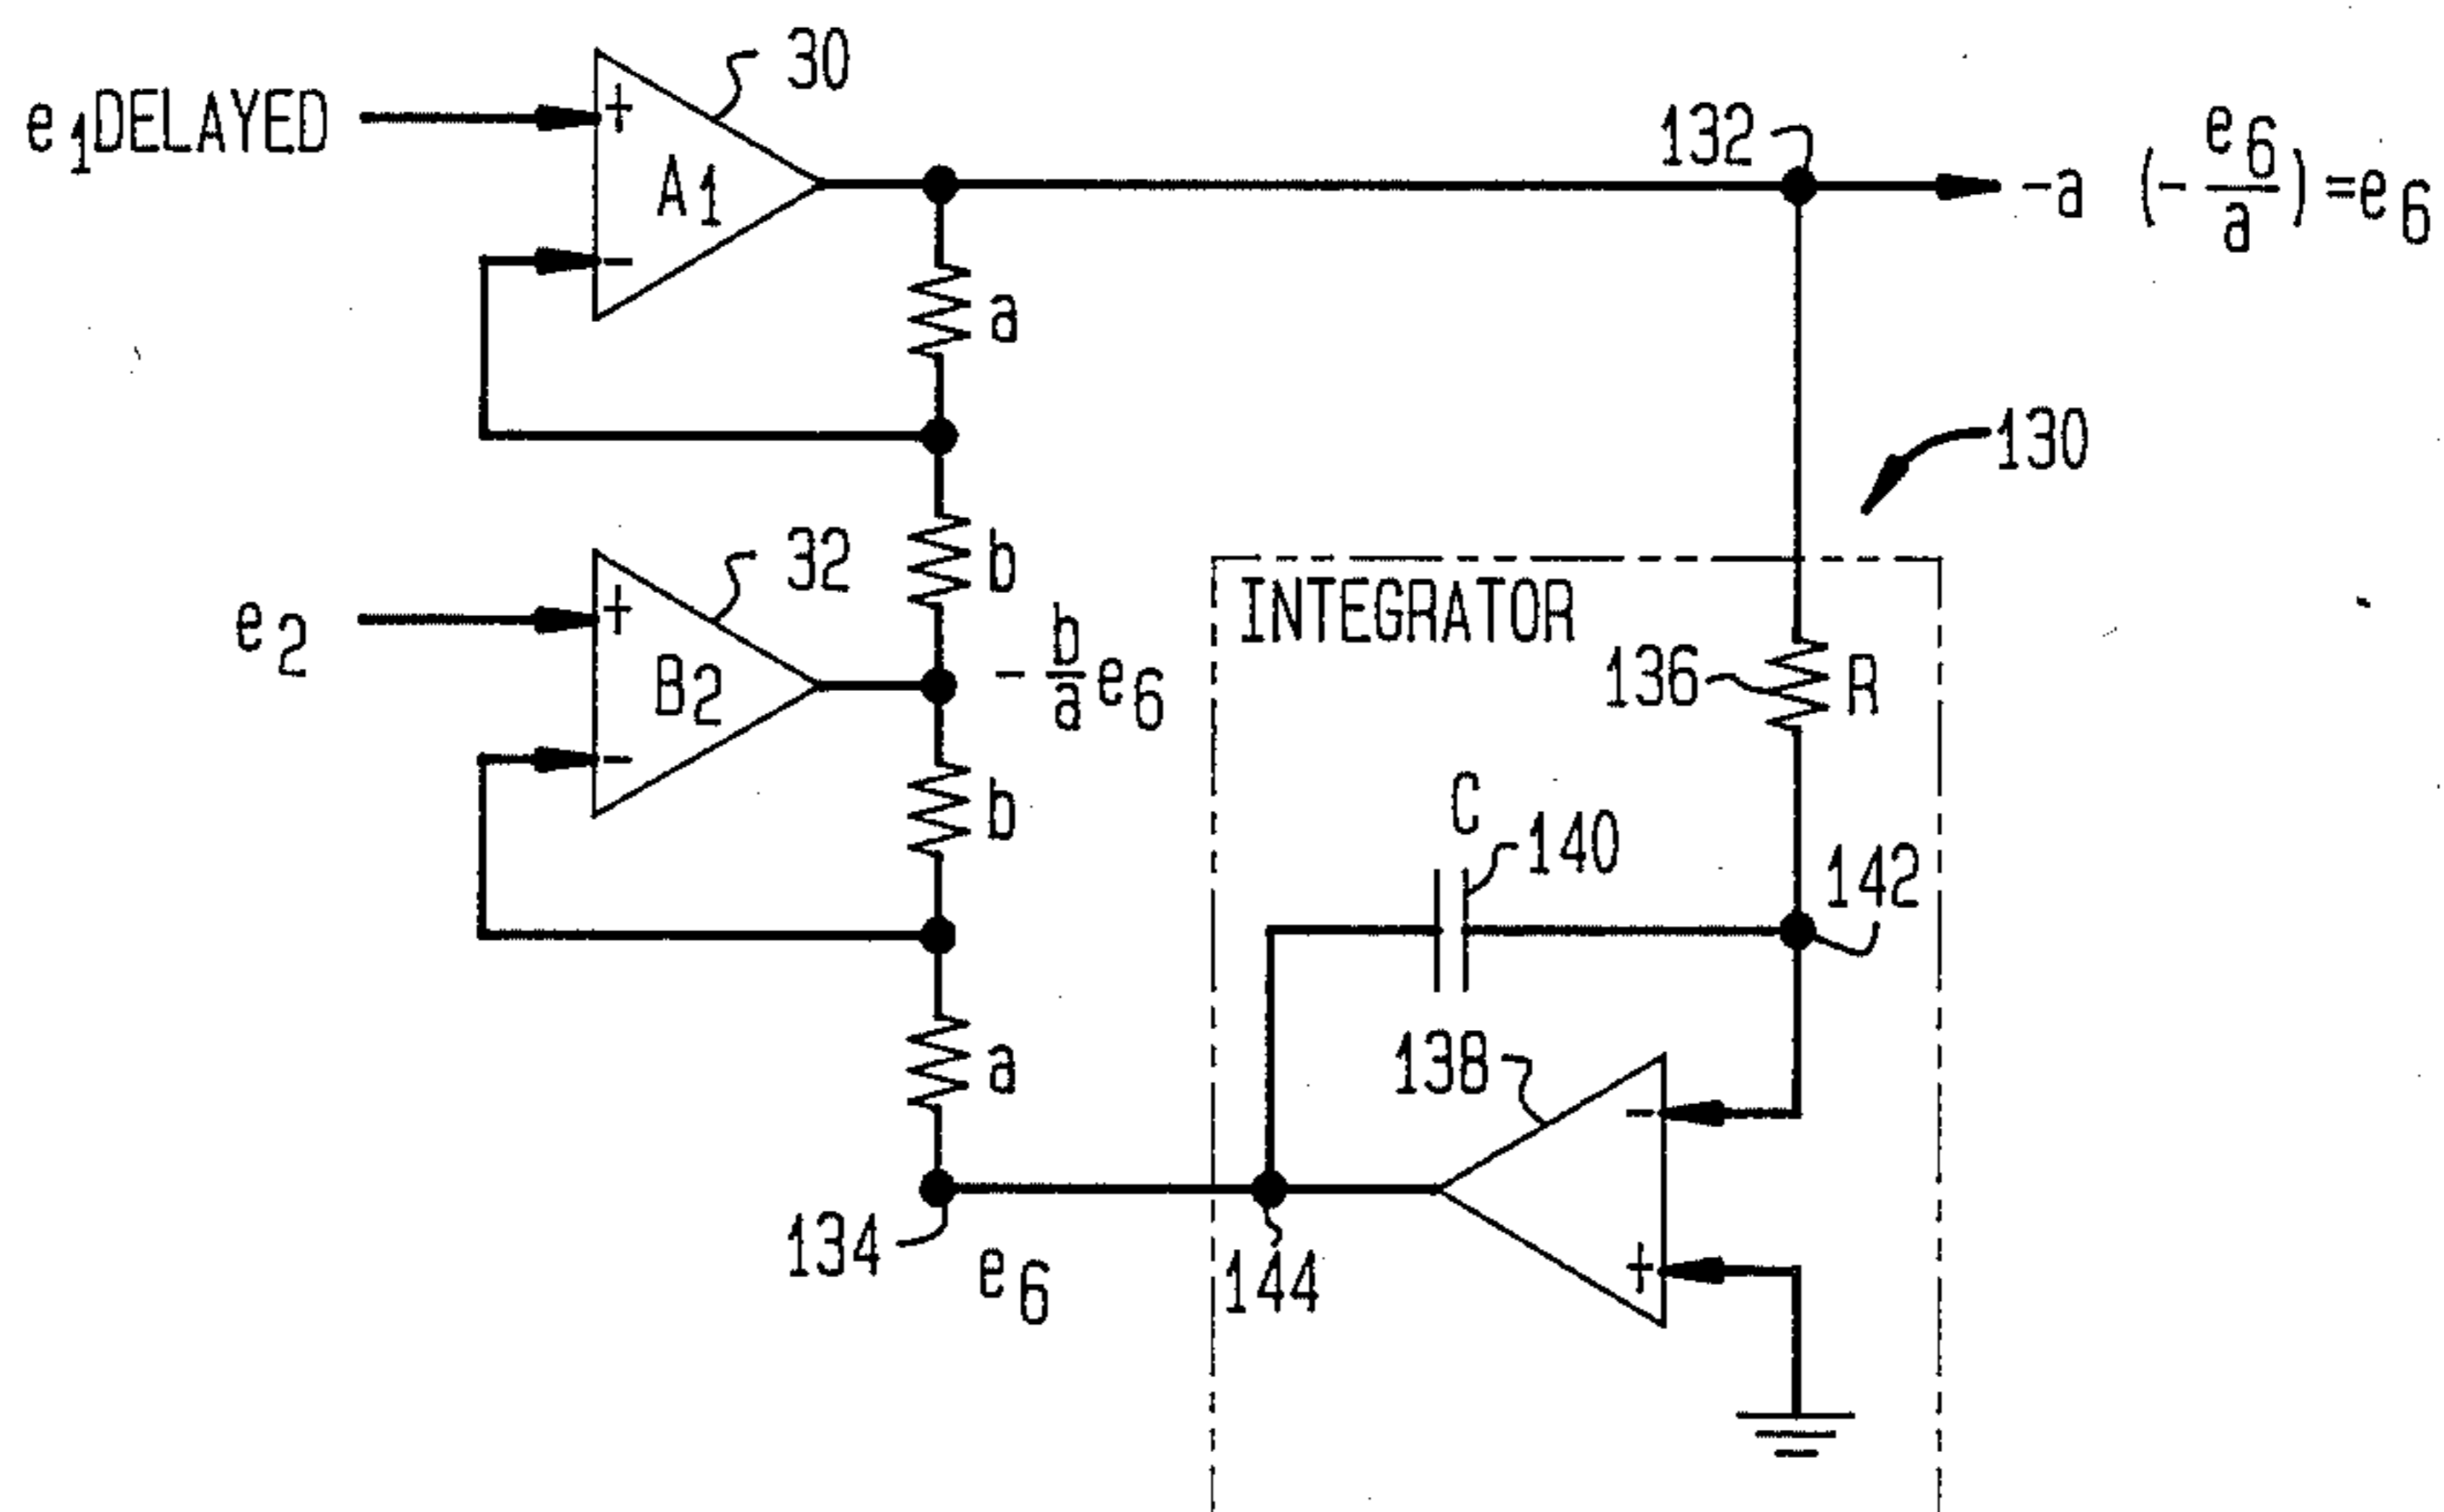 30
e1DELAYED
+
A1
-
132
-a (-e6/a)=e6
a
130
b
32
e2
+
B2
-
-b/a e6
INTEGRATOR
136
R
b
C
140
142
138
-
a
+
134
e6
144